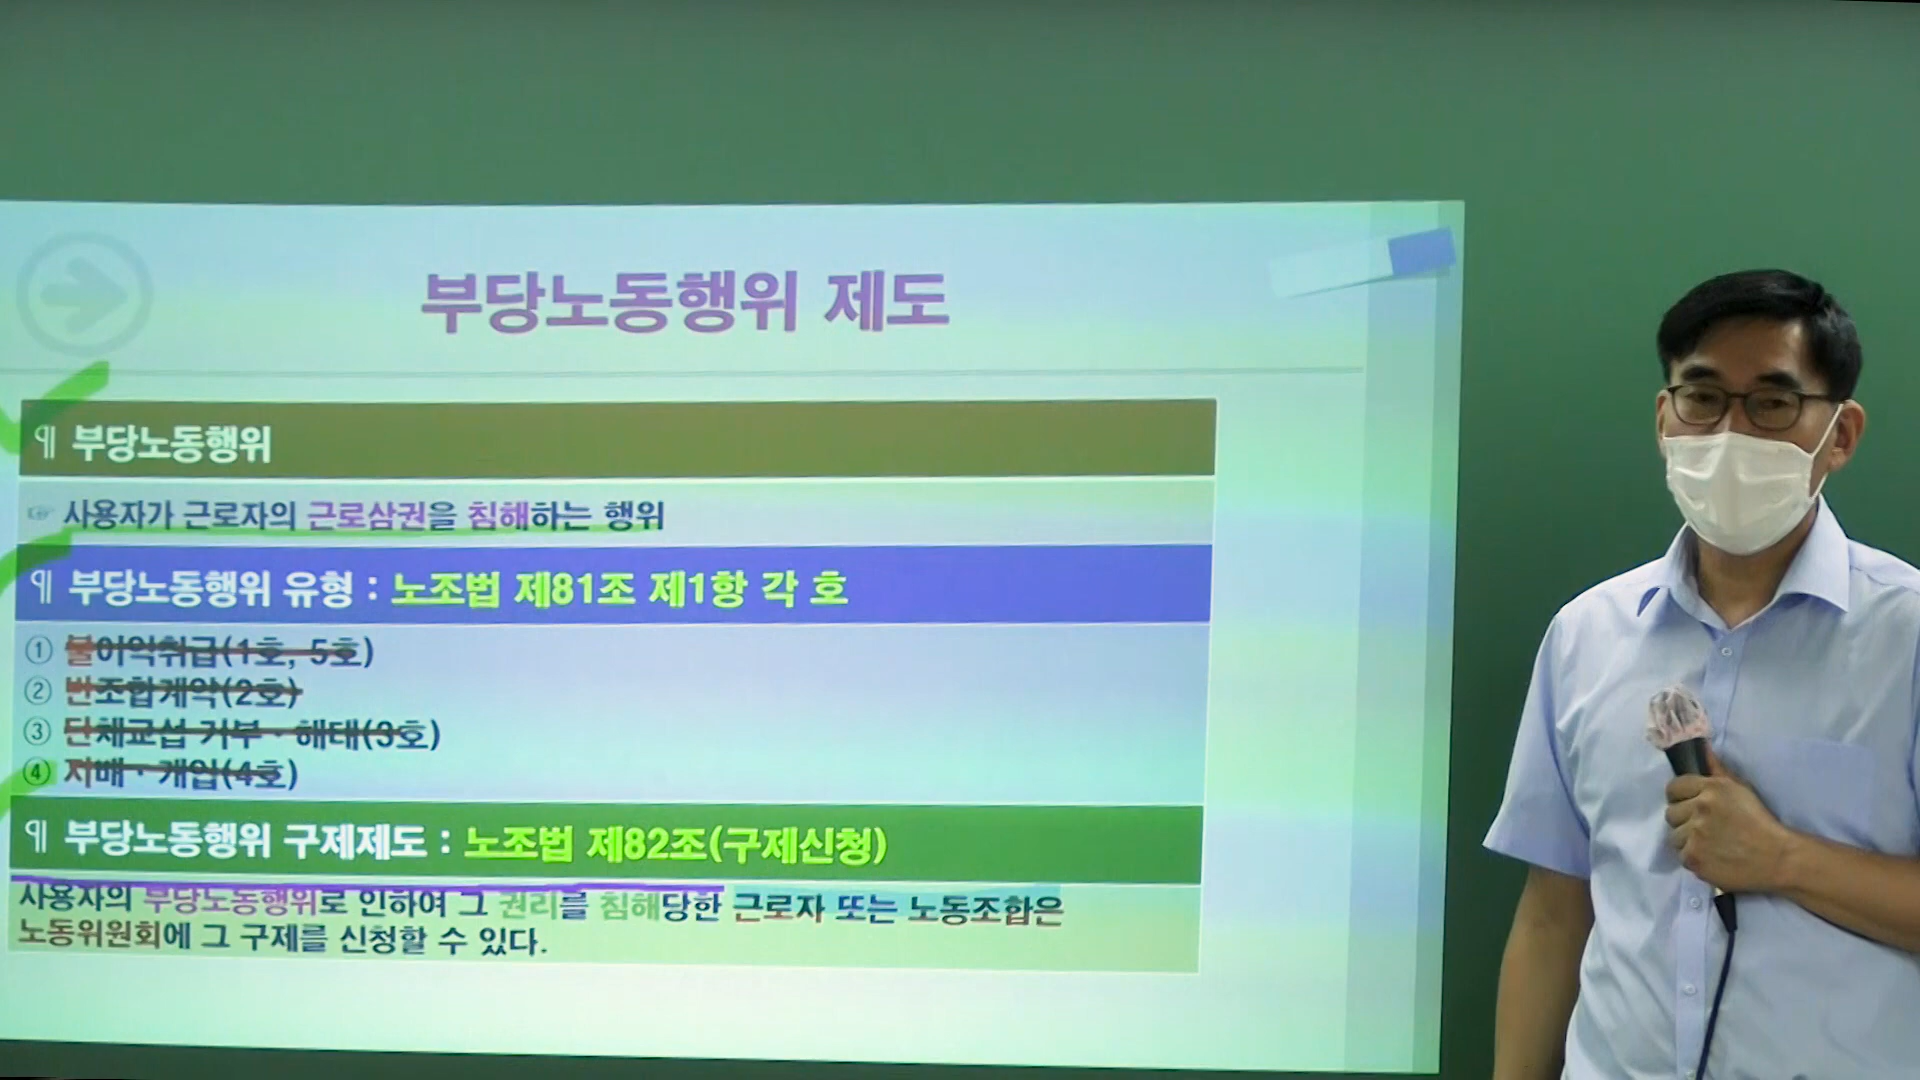 부당노동행위 제도
¶ 부당노동행위
☞ 사용자가 근로자의 근로삼권을 침해하는 행위
¶ 부당노동행위 유형 : 노조법 제81조 제1항 각 호
① 불이익취급(1호, 5호)
② 반조합계약(2호)
③ 단체교섭 거부·해태(3호)
④ 지배·개입(4호)
¶ 부당노동행위 구제제도 : 노조법 제82조(구제신청)
사용자의 부당노동행위로 인하여 그 권리를 침해당한 근로자 또는 노동조합은
노동위원회에 그 구제를 신청할 수 있다.